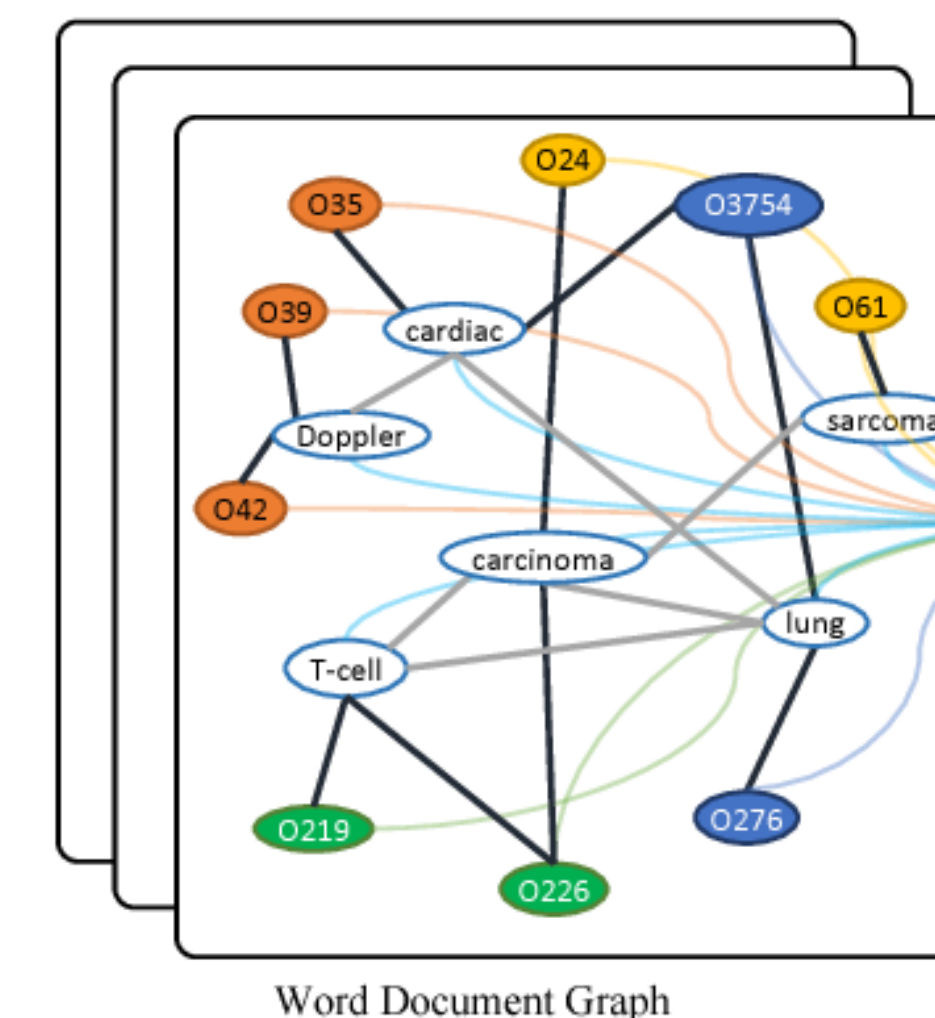 O24
O35
O3754
O39
cardiac
O61
Doppler
sarcoma
O42
carcinoma
lung
T-cell
O219
O276
O226
Word Document Graph